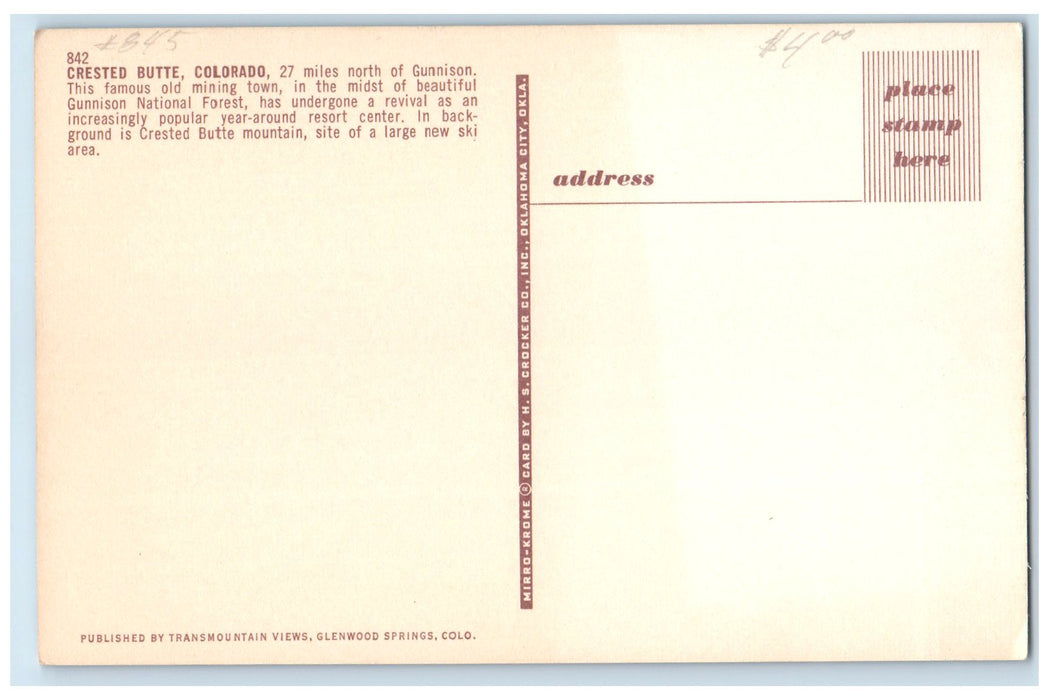 #845
$4.00
842
CRESTED BUTTE, COLORADO, 27 miles north of Gunnison.
This famous old mining town, in the midst of beautiful
Gunnison National Forest, has undergone a revival as an
increasingly popular year-around resort center. In back-
ground is Crested Butte mountain, site of a large new ski
area.
PUBLISHED BY TRANSMOUNTAIN VIEWS, GLENWOOD SPRINGS, COLO.
MIRRO-KROME ® CARD BY H. S. CROCKER CO., INC., OKLAHOMA CITY, OKLA.
address
place
stamp
here